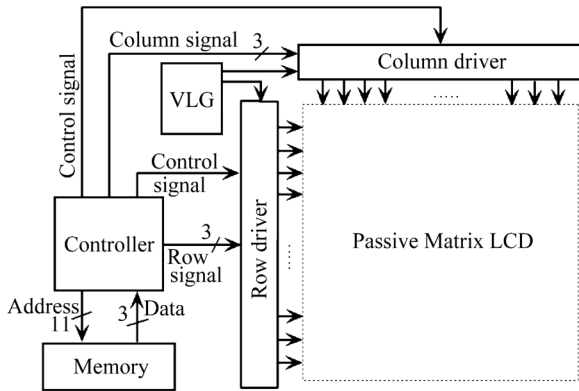 Column signal
3
Column driver
Control signal
VLG
.....
Control
signal
Controller
3
Row
signal
Row driver
......
Passive Matrix LCD
Address
11
3
Data
Memory